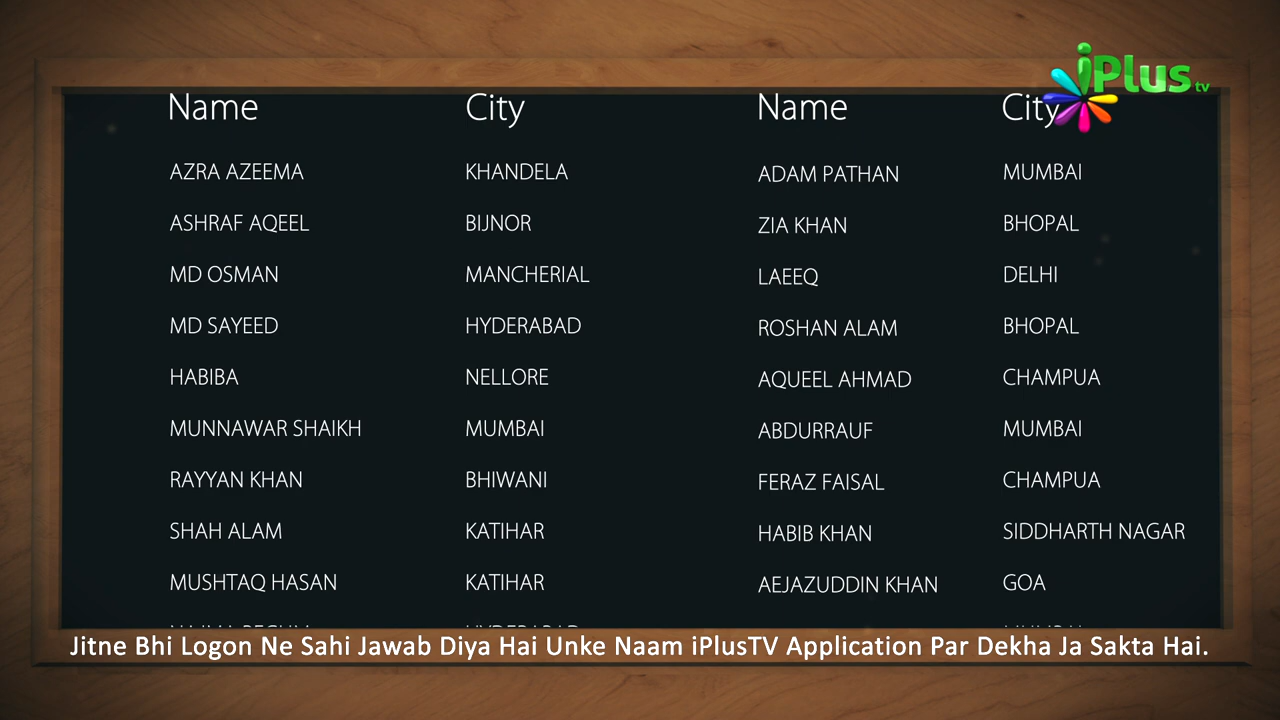 iPlus tv
Name City Name City
AZRA AZEEMA KHANDELA ADAM PATHAN MUMBAI
ASHRAF AQEEL BIJNOR ZIA KHAN BHOPAL
MD OSMAN MANCHERIAL LAEEQ DELHI
MD SAYEED HYDERABAD ROSHAN ALAM BHOPAL
HABIBA NELLORE AQUEEL AHMAD CHAMPUA
MUNNAWAR SHAIKH MUMBAI ABDURRAUF MUMBAI
RAYYAN KHAN BHIWANI FERAZ FAISAL CHAMPUA
SHAH ALAM KATIHAR HABIB KHAN SIDDHARTH NAGAR
MUSHTAQ HASAN KATIHAR AEJAZUDDIN KHAN GOA
Jitne Bhi Logon Ne Sahi Jawab Diya Hai Unke Naam iPlusTV Application Par Dekha Ja Sakta Hai.